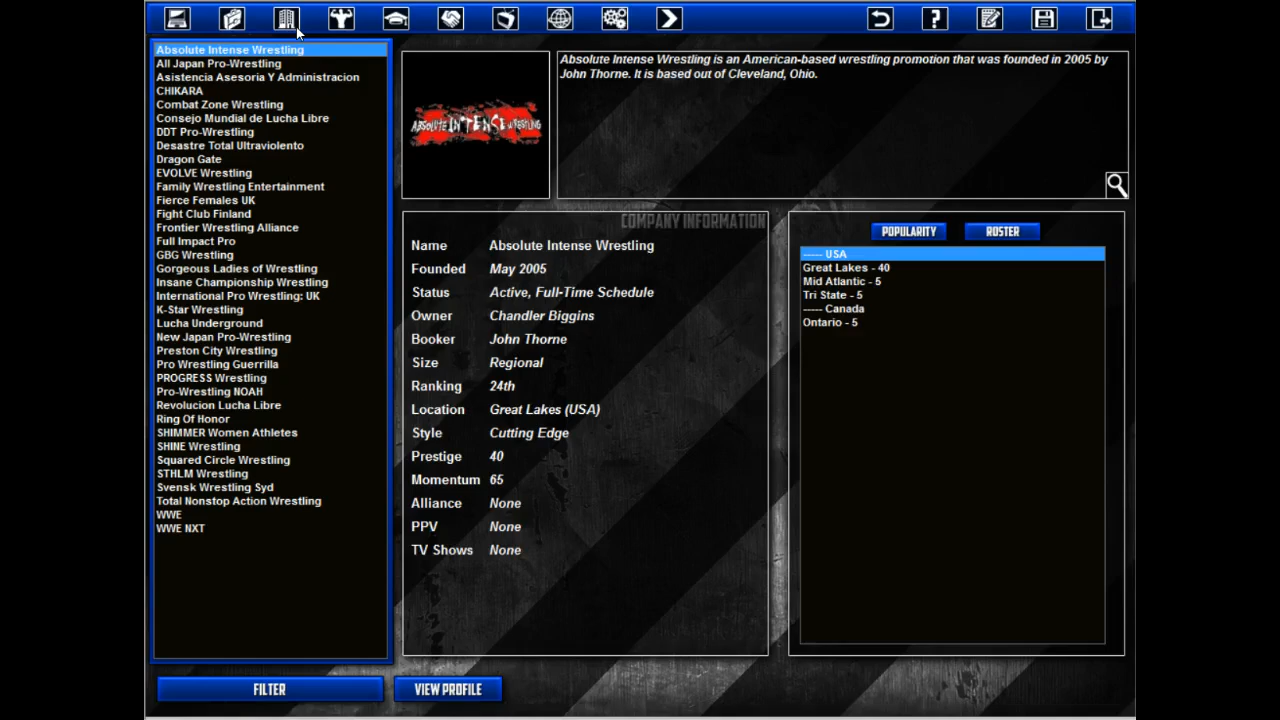 Absolute Intense Wrestling
All Japan Pro-Wrestling
Asistencia Asesoria Y Administracion
CHIKARA
Combat Zone Wrestling
Consejo Mundial de Lucha Libre
DDT Pro-Wrestling
Desastre Total Ultraviolento
Dragon Gate
EVOLVE Wrestling
Family Wrestling Entertainment
Fierce Females UK
Fight Club Finland
Frontier Wrestling Alliance
Full Impact Pro
GBG Wrestling
Gorgeous Ladies of Wrestling
Insane Championship Wrestling
International Pro Wrestling: UK
K-Star Wrestling
Lucha Underground
New Japan Pro-Wrestling
Preston City Wrestling
Pro Wrestling Guerrilla
PROGRESS Wrestling
Pro-Wrestling NOAH
Revolucion Lucha Libre
Ring Of Honor
SHIMMER Women Athletes
SHINE Wrestling
Squared Circle Wrestling
STHLM Wrestling
Svensk Wrestling Syd
Total Nonstop Action Wrestling
WWE
WWE NXT
FILTER
VIEW PROFILE
ABSOLUTE INTENSE WRESTLING
Absolute Intense Wrestling is an American-based wrestling promotion that was founded in 2005 by
John Thorne. It is based out of Cleveland, Ohio.
COMPANY INFORMATION
Name Absolute Intense Wrestling
Founded May 2005
Status Active, Full-Time Schedule
Owner Chandler Biggins
Booker John Thorne
Size Regional
Ranking 24th
Location Great Lakes (USA)
Style Cutting Edge
Prestige 40
Momentum 65
Alliance None
PPV None
TV Shows None
POPULARITY ROSTER
------ USA
Great Lakes - 40
Mid Atlantic - 5
Tri State - 5
------ Canada
Ontario - 5